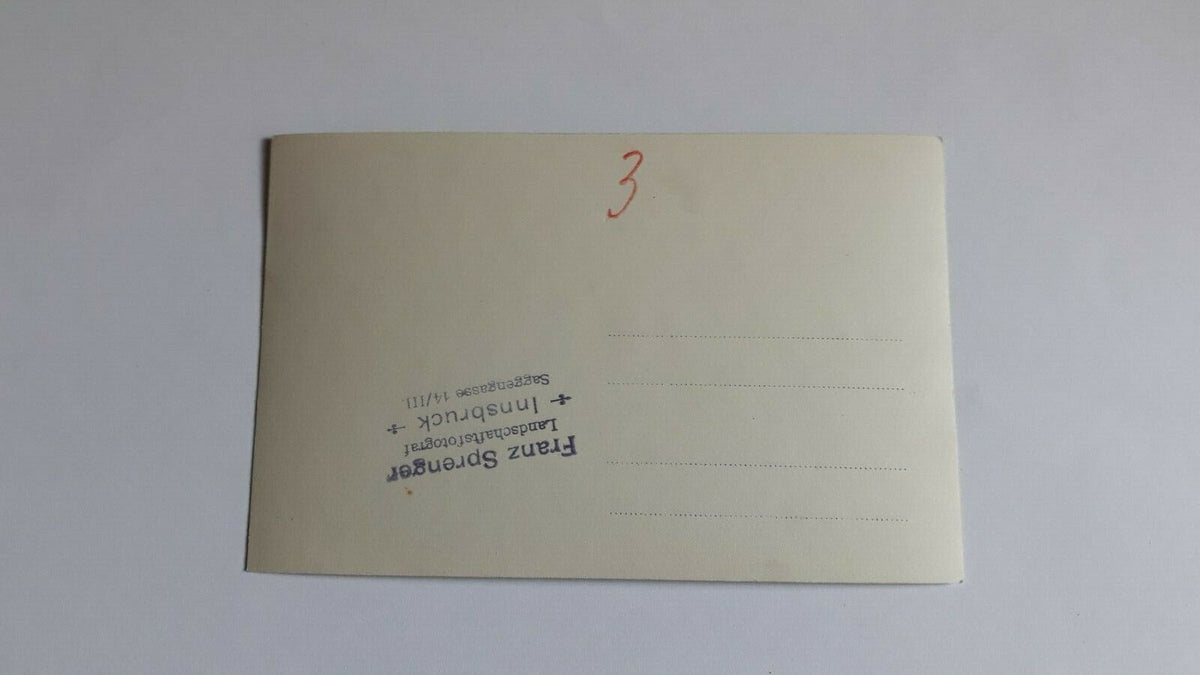 3
Franz Sprenger
Landschaftsfotograf
÷ Innsbruck ÷
Saggengasse 14/III.